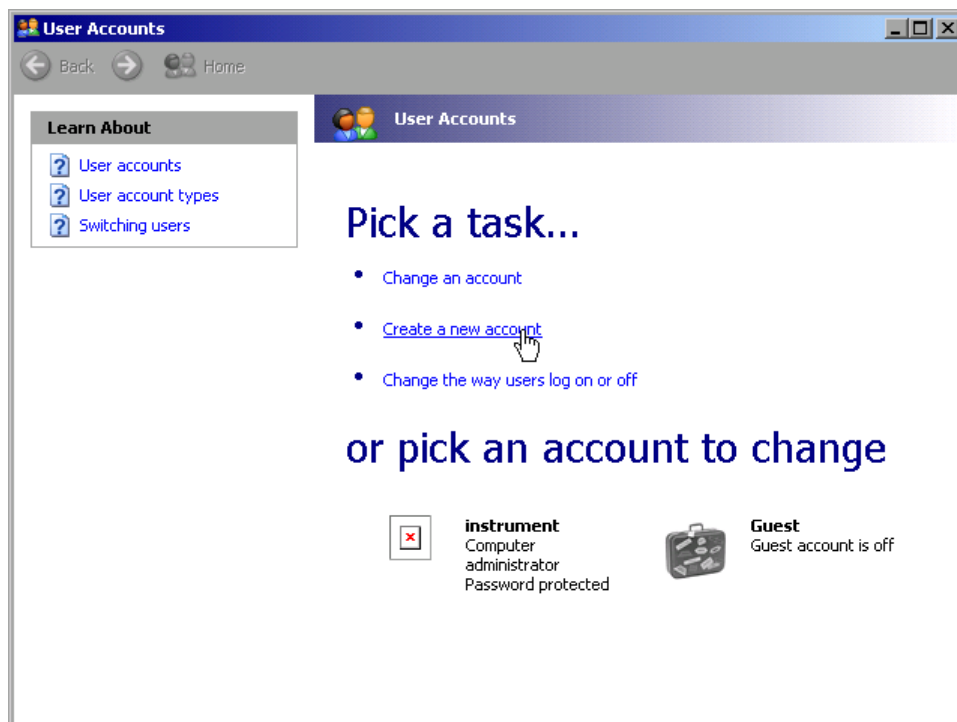 User Accounts
Back Home
Learn About
User accounts
User account types
Switching users
User Accounts
Pick a task...
Change an account
Create a new account
Change the way users log on or off
or pick an account to change
instrument
Computer
administrator
Password protected
Guest
Guest account is off